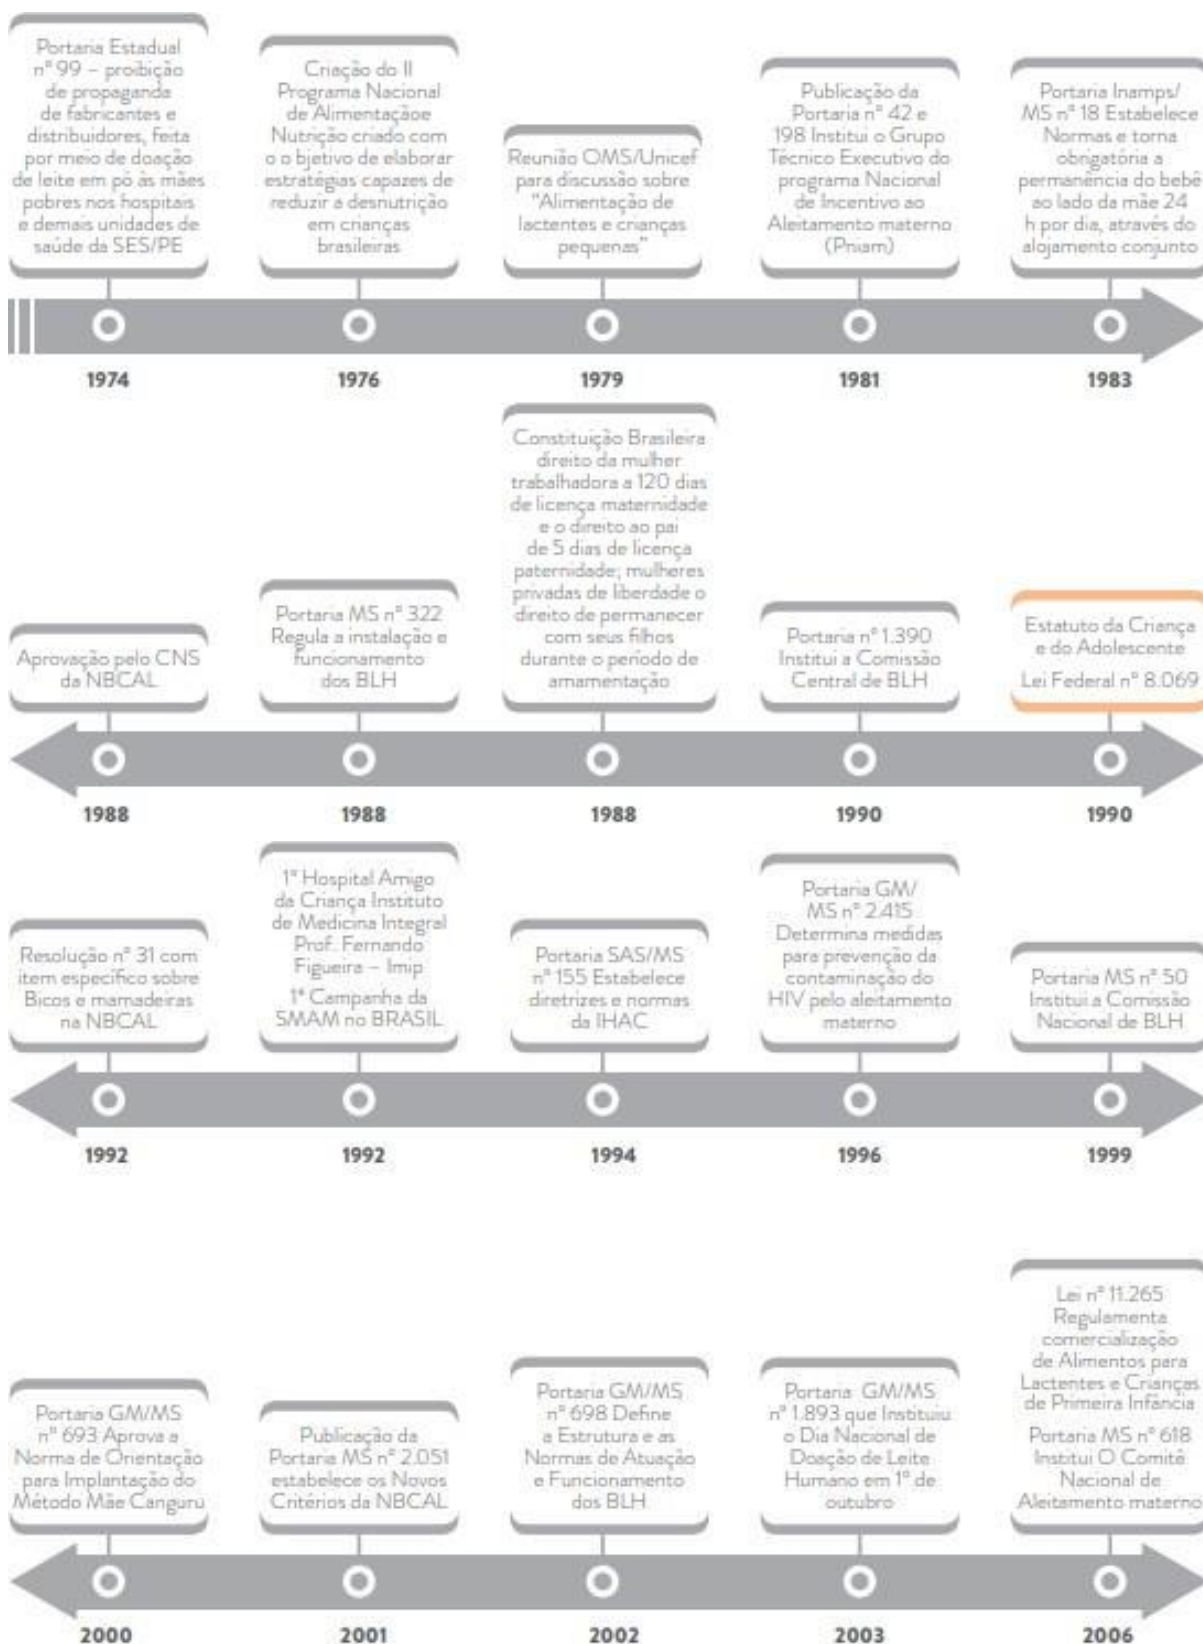 Portaria Estadual
nº 99 – proibição
de propaganda
de fabricantes e
distribuidores, feita
por meio de doação
de leite em pó às mães
pobres nos hospitais
e demais unidades de
saúde da SES/PE
1974
Criação do II
Programa Nacional
de Alimentaçãoe
Nutrição criado com
o o bjetivo de elaborar
estratégias capazes de
reduzir a desnutrição
em crianças
brasileiras
1976
Reunião OMS/Unicef
para discussão sobre
“Alimentação de
lactentes e crianças
pequenas”
1979
Publicação da
Portaria nº 42 e
198 Institui o Grupo
Técnico Executivo do
programa Nacional
de Incentivo ao
Aleitamento materno
(Pniam)
1981
Portaria Inamps/
MS nº 18 Estabelece
Normas e torna
obrigatória a
permanência do bebê
ao lado da mãe 24
h por dia, através do
alojamento conjunto
1983
Aprovação pelo CNS
da NBCAL
1988
Portaria MS nº 322
Regula a instalação e
funcionamento
dos BLH
1988
Constituição Brasileira
direito da mulher
trabalhadora a 120 dias
de licença maternidade
e o direito ao pai
de 5 dias de licença
paternidade; mulheres
privadas de liberdade o
direito de permanecer
com seus filhos
durante o período de
amamentação
1988
Portaria nº 1.390
Institui a Comissão
Central de BLH
1990
Estatuto da Criança
e do Adolescente
Lei Federal nº 8.069
1990
Resolução nº 31 com
item específico sobre
Bicos e mamadeiras
na NBCAL
1992
1º Hospital Amigo
da Criança Instituto
de Medicina Integral
Prof. Fernando
Figueira – Imip
1ª Campanha da
SMAM no BRASIL
1992
Portaria SAS/MS
nº 155 Estabelece
diretrizes e normas
da IHAC
1994
Portaria GM/
MS nº 2.415
Determina medidas
para prevenção da
contaminação do
HIV pelo aleitamento
materno
1996
Portaria MS nº 50
Institui a Comissão
Nacional de BLH
1999
Portaria GM/MS
nº 693 Aprova a
Norma de Orientação
para Implantação do
Método Mãe Canguru
2000
Publicação da
Portaria MS nº 2.051
estabelece os Novos
Critérios da NBCAL
2001
Portaria GM/MS
nº 698 Define
a Estrutura e as
Normas de Atuação
e Funcionamento
dos BLH
2002
Portaria GM/MS
nº 1.893 que Instituiu
o Dia Nacional de
Doação de Leite
Humano em 1º de
outubro
2003
Lei nº 11.265
Regulamenta
comercialização
de Alimentos para
Lactentes e Crianças
de Primeira Infância
Portaria MS nº 618
Institui O Comitê
Nacional de
Aleitamento materno
2006